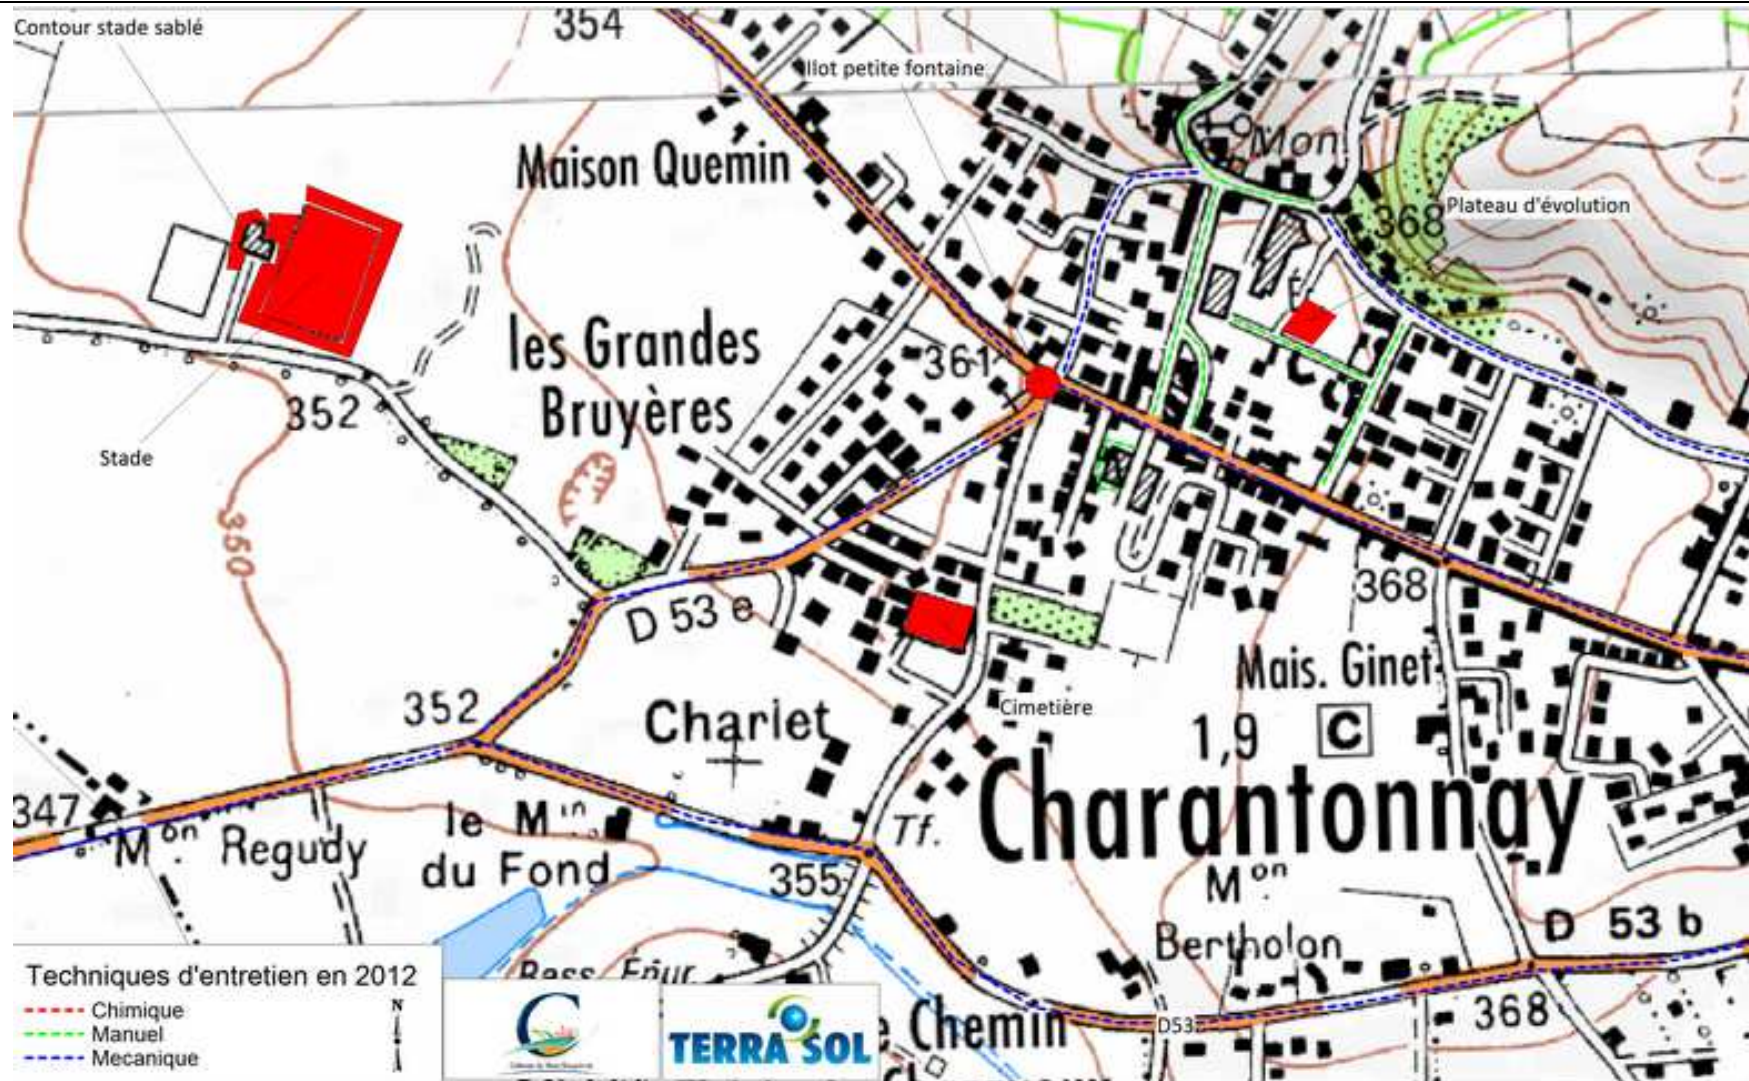 Contour stade sablé
354
Ilot petite fontaine
Mon.
Maison Quemin
368
Plateau d'évolution
les Grandes
Bruyères
361
352
Stade
350
D 53 e
368
Mais. Ginet
Cimetière
352
Charlet
1,9 C
Charantonnay
347
Mon Regudy
le Min
du Fond
Tf.
355
Mon
Bertholon
D 53 b
Techniques d'entretien en 2012
Chimique
Manuel
Mecanique
N
TERRA SOL
Chemin
D53
368